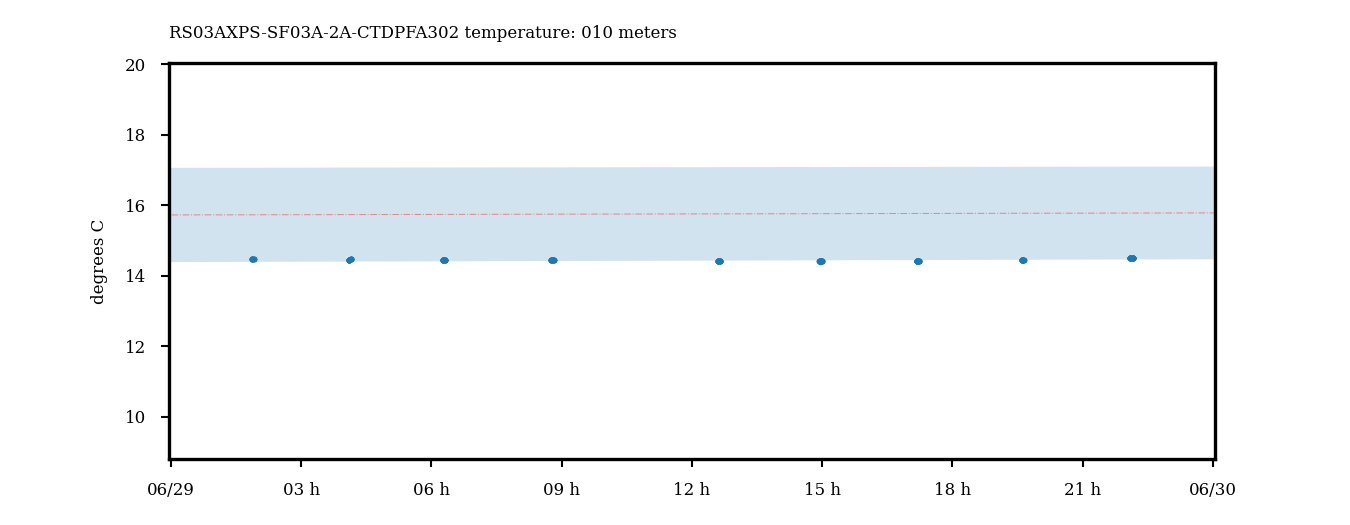 RS03AXPS-SF03A-2A-CTDPFA302 temperature: 010 meters
20
18
16
14
12
10
degrees C
06/29
03 h
06 h
09 h
12 h
15 h
18 h
21 h
06/30